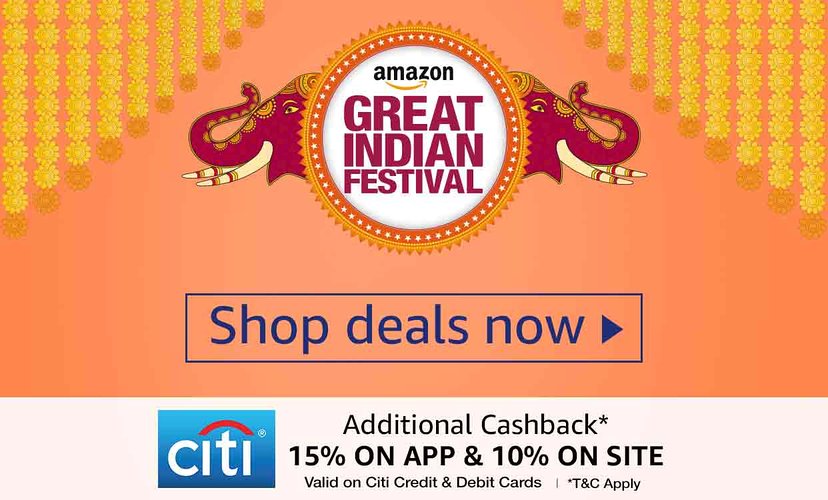 amazon
GREAT
INDIAN
FESTIVAL
Shop deals now
citi®
Additional Cashback*
15% ON APP & 10% ON SITE
Valid on Citi Credit & Debit Cards | *T&C Apply